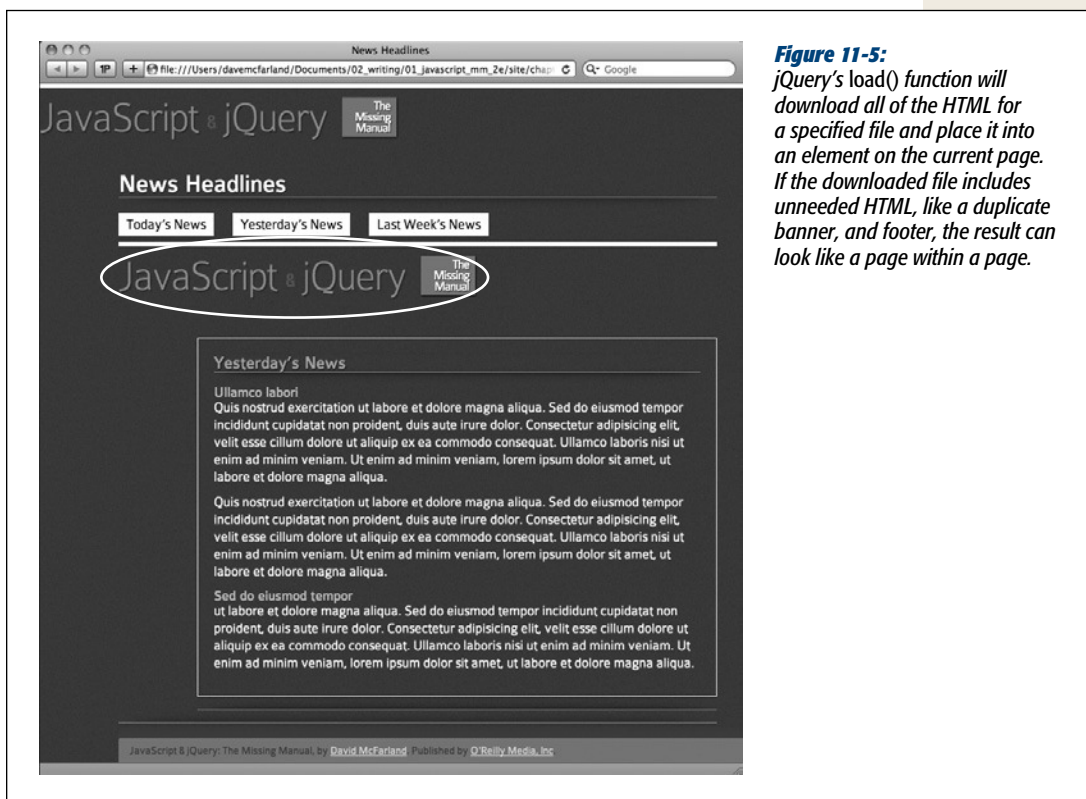 News Headlines
1P
+
file:///Users/davemcfarland/Documents/02_writing/01_javascript_mm_2e/site/chap
Google
JavaScript & jQuery
The
Missing
Manual
News Headlines
Today's News
Yesterday's News
Last Week's News
JavaScript & jQuery
The
Missing
Manual
Yesterday's News
Ullamco labori
Quis nostrud exercitation ut labore et dolore magna aliqua. Sed do eiusmod tempor
incididunt cupidatat non proident, duis aute irure dolor. Consectetur adipisicing elit,
velit esse cillum dolore ut aliquip ex ea commodo consequat. Ullamco laboris nisi ut
enim ad minim veniam. Ut enim ad minim veniam, lorem ipsum dolor sit amet, ut
labore et dolore magna aliqua.
Quis nostrud exercitation ut labore et dolore magna aliqua. Sed do eiusmod tempor
incididunt cupidatat non proident, duis aute irure dolor. Consectetur adipisicing elit,
velit esse cillum dolore ut aliquip ex ea commodo consequat. Ullamco laboris nisi ut
enim ad minim veniam. Ut enim ad minim veniam, lorem ipsum dolor sit amet, ut
labore et dolore magna aliqua.
Sed do eiusmod tempor
ut labore et dolore magna aliqua. Sed do eiusmod tempor incididunt cupidatat non
proident, duis aute irure dolor. Consectetur adipisicing elit, velit esse cillum dolore ut
aliquip ex ea commodo consequat. Ullamco laboris nisi ut enim ad minim veniam. Ut
enim ad minim veniam, lorem ipsum dolor sit amet, ut labore et dolore magna aliqua.
JavaScript & jQuery: The Missing Manual, by David McFarland. Published by O'Reilly Media, Inc
Figure 11-5:
jQuery's load() function will
download all of the HTML for
a specified file and place it into
an element on the current page.
If the downloaded file includes
unneeded HTML, like a duplicate
banner, and footer, the result can
look like a page within a page.